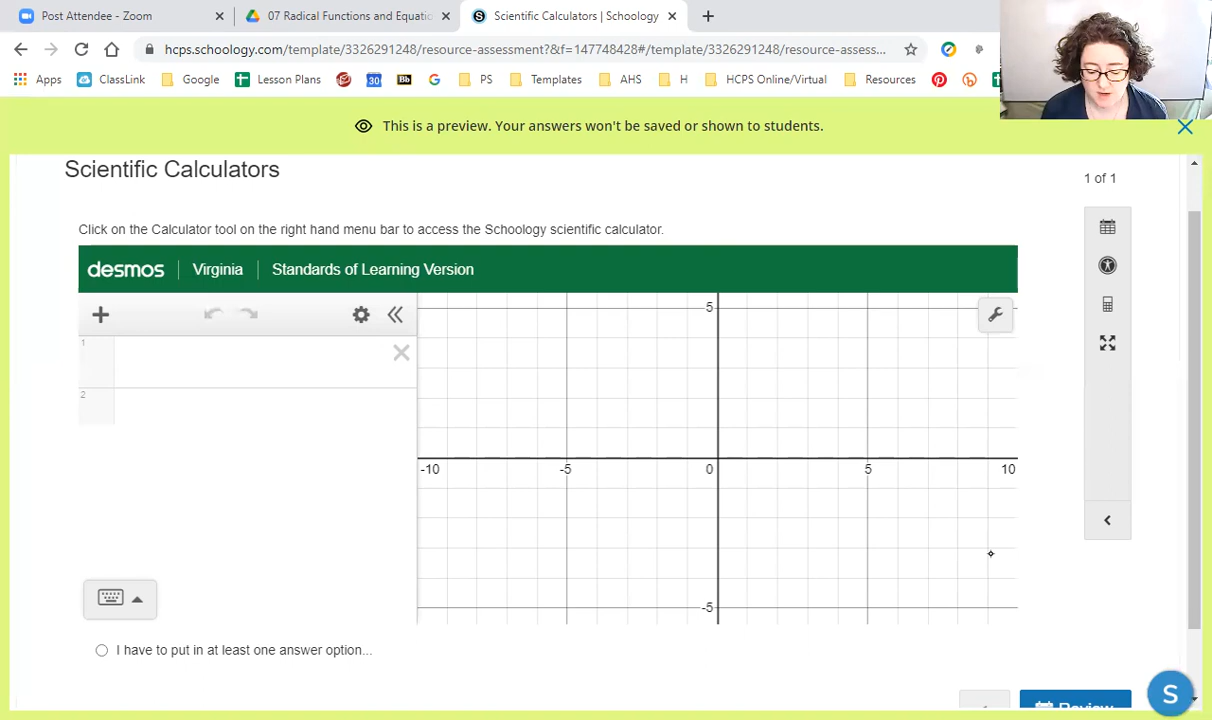 Post Attendee - Zoom
07 Radical Functions and Equatio
Scientific Calculators | Schoology
hcps.schoology.com/template/3326291248/resource-assessment?&f=147748428#/template/3326291248/resource-assess...
Apps
ClassLink
Google
Lesson Plans
30
Bb
G
PS
Templates
AHS
H
HCPS Online/Virtual
Resources
This is a preview. Your answers won't be saved or shown to students.
Scientific Calculators
1 of 1
Click on the Calculator tool on the right hand menu bar to access the Schoology scientific calculator.
desmos
Virginia
Standards of Learning Version
1
2
5
-10
-5
0
5
10
-5
I have to put in at least one answer option...
Review
S